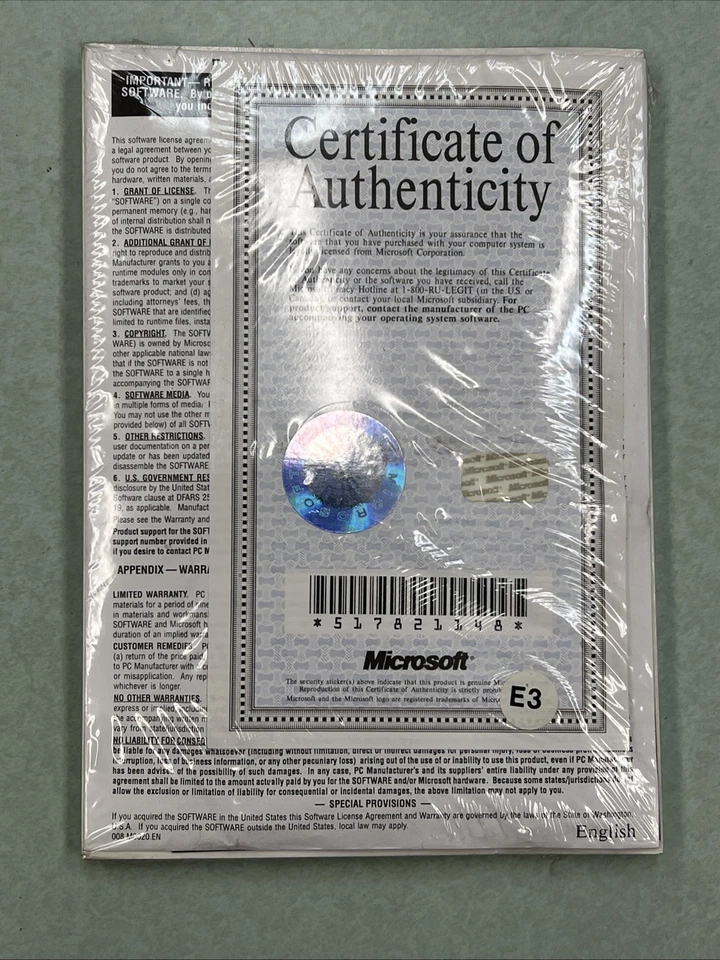 IMPORTANT— R
SOFTWARE. By
you
This software license agreem
a legal agreement between yo
software product. By opening
you do not agree to the terms
hardware, written materials,
1. GRANT OF LICENSE. Th
"SOFTWARE") on a single co
permanent memory (e.g., har
of internal distribution shall n
the SOFTWARE is distributed
2. ADDITIONAL GRANT OF
right to reproduce and distrib
Manufacturer grants to you a
runtime modules only in con
trademarks to market your s
software product; and (d) ag
including attorneys' fees, th
SOFTWARE that are identified
limited to runtime files, insta
3. COPYRIGHT. The SOFTW
WARE) is owned by Microso
other applicable national laws
that if the SOFTWARE is not
the SOFTWARE to a single h
accompanying the SOFTWAR
4. SOFTWARE MEDIA. You
in multiple forms of media.
You may not use the other m
provided below) of all SOFTW
5. OTHER RESTRICTIONS.
user documentation on a per
update or has been updated
disassemble the SOFTWARE
6. U.S. GOVERNMENT RES
disclosure by the United Stat
Software clause at DFARS 25
19, as applicable. Manufact
Please see the Warranty and
Product support for the SOFT
support number provided in
if you desire to contact PC M
APPENDIX — WARRA
LIMITED WARRANTY. PC
materials for a period of
in materials and workmans
SOFTWARE and Microsoft h
duration of an implied wa
CUSTOMER REMEDIES. P
(a) return of the price paid
to PC Manufacturer with
or misapplication. Any rep
whichever is longer.
NO OTHER WARRANTIES.
express or implied including
written m
vary from state/jurisdiction
NO LIABILITY FOR CONSEQ
be liable for any damages whatsoever (including without limitation, direct or indirect damages for personal injury, loss of business profits,
business information, or any other pecuniary loss) arising out of the use of or inability to use this product, even if PC
has been advised of the possibility of such damages. In any case, PC Manufacturer's and its suppliers' entire liability under any provision of this
agreement shall be limited to the amount actually paid by you for the SOFTWARE and/or Microsoft hardware. Because some states/jurisdictions
allow the exclusion or limitation of liability for consequential or incidental damages, the above limitation may not apply to you.
— SPECIAL PROVISIONS —
If you acquired the SOFTWARE in the United States this Software License Agreement and Warranty are governed by the laws of the State of Washington,
U.S.A. If you acquired the SOFTWARE outside the United States, local law may apply.
English
Certificate of
Authenticity
This Certificate of Authenticity is your assurance that the
software that you have purchased with your computer system is
licensed from Microsoft Corporation.
you have any concerns about the legitimacy of this Certificate
of Authenticity or the software you have received, call the
Piracy Hotline at 1-800-RU-LEGIT (in the U.S. or
or contact your local Microsoft subsidiary. For
product support, contact the manufacturer of the PC
accompanying your operating system software.
MICROSO
Microsoft
*517821148*
Microsoft
The security sticker(s) above indicate that this product is genuine Mic
Reproduction of this Certificate of Authenticity is strictly prohi
Microsoft and the Microsoft logo are registered trademarks of Micro
E3